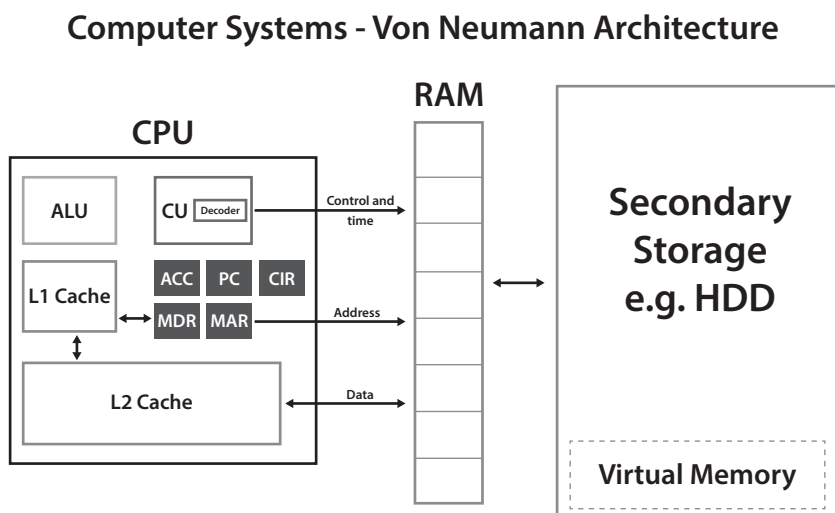 Computer Systems - Von Neumann Architecture
RAM
CPU
ALU
CU
Decoder
Control and
time
Secondary
Storage
e.g. HDD
L1 Cache
ACC
PC
CIR
MDR
MAR
Address
L2 Cache
Data
Virtual Memory